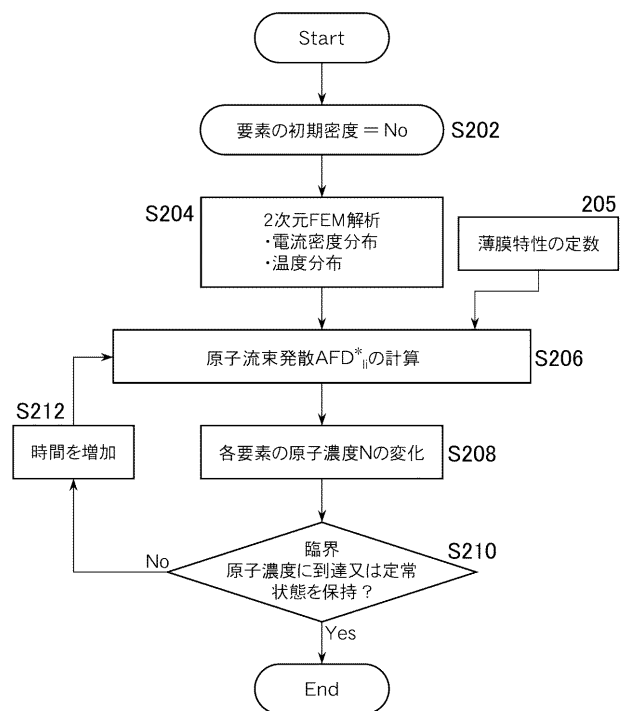 Start
要素の初期密度 = No
S202
S204
2次元FEM解析
・電流密度分布
・温度分布
205
薄膜特性の定数
原子流束発散AFD*liの計算
S206
S212
時間を増加
各要素の原子濃度Nの変化
S208
臨界
原子濃度に到達又は定常
状態を保持？
S210
No
Yes
End